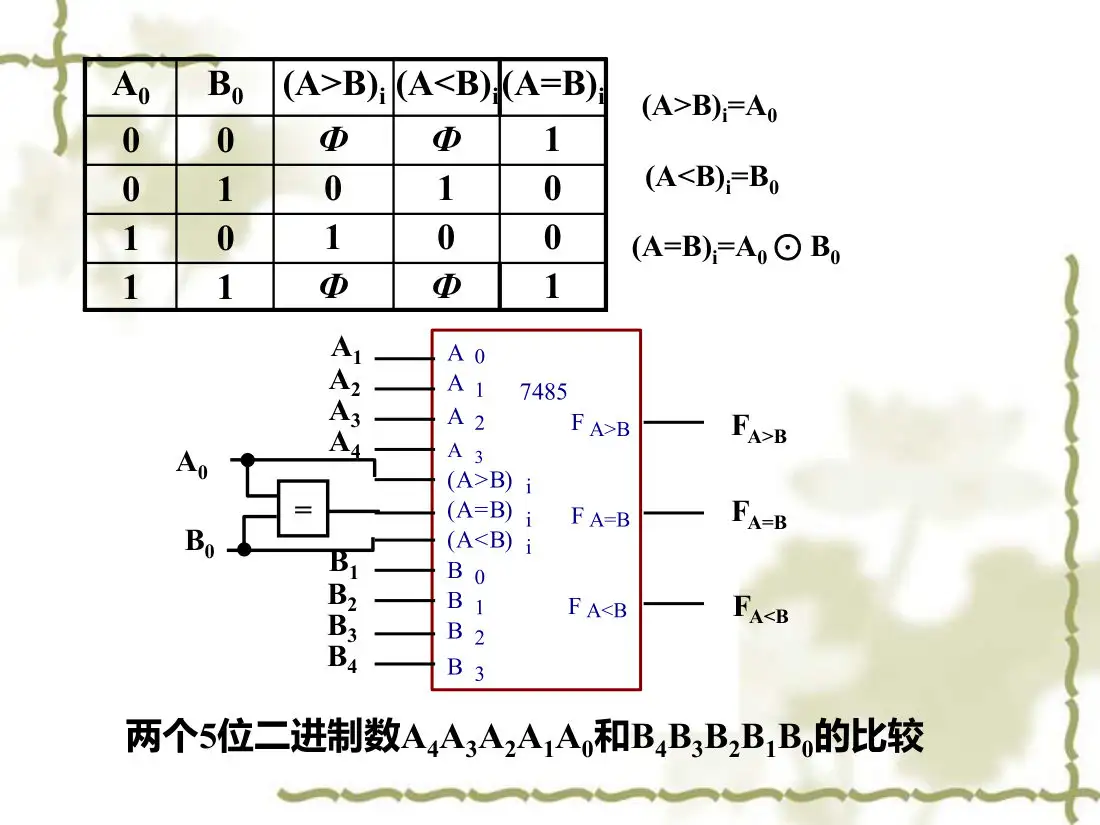 A₀ B₀ (A>B)ᵢ (A<B)ᵢ (A=B)ᵢ
0 0 Φ Φ 1
0 1 0 1 0
1 0 1 0 0
1 1 Φ Φ 1
(A>B)ᵢ=A₀
(A<B)ᵢ=B₀
(A=B)ᵢ=A₀ ⊙ B₀
A₁
A₂
A₃
A₄
A₀
B₀
=
B₁
B₂
B₃
B₄
A 0
A 1
A 2
A 3
(A>B) i
(A=B) i
(A<B) i
B 0
B 1
B 2
B 3
7485
F A>B
F A=B
F A<B
F A>B
F A=B
F A<B
两个5位二进制数A₄A₃A₂A₁A₀和B₄B₃B₂B₁B₀的比较